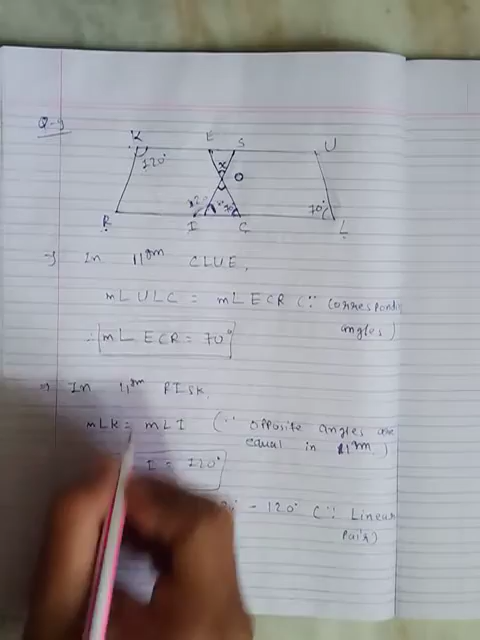 Q-9
K E S U
120°
x O
70° 70°
R I C L
⇒ In ||gm CLUE,
m∠ULC = m∠ECR (∵ corresponding
angles)
∴ m∠ECR = 70°
⇒ In ||gm RISK,
m∠K = m∠I (∵ opposite angles are
equal in ||gm.)
I = 120°
- 120° (∵ Linear
pair)